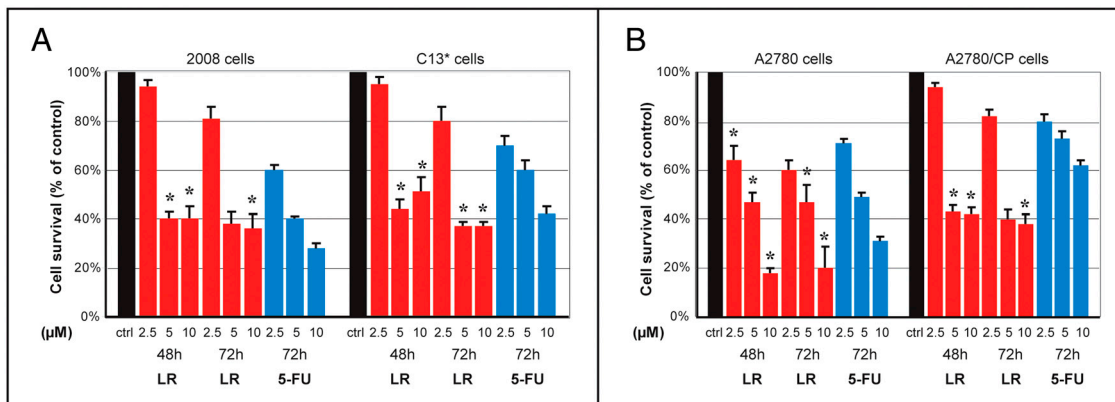 A
2008 cells
C13* cells
Cell survival (% of control)
100%
80%
60%
40%
20%
0%
* * *
* * * *
(µM) ctrl 2.5 5 10 2.5 5 10 2.5 5 10 ctrl 2.5 5 10 2.5 5 10 2.5 5 10
48h 72h 72h 48h 72h 72h
LR LR 5-FU LR LR 5-FU
B
A2780 cells
A2780/CP cells
Cell survival (% of control)
100%
80%
60%
40%
20%
0%
* * * * *
* * *
(µM) ctrl 2.5 5 10 2.5 5 10 2.5 5 10 ctrl 2.5 5 10 2.5 5 10 2.5 5 10
48h 72h 72h 48h 72h 72h
LR LR 5-FU LR LR 5-FU